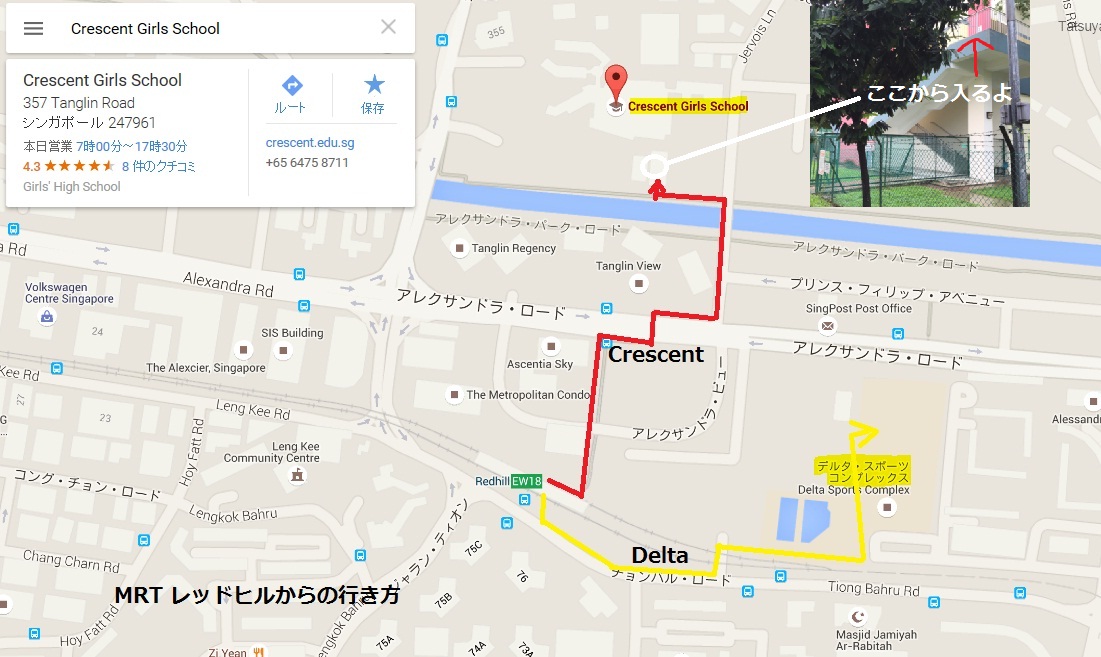 Crescent Girls School
Crescent Girls School
357 Tanglin Road
シンガポール 247961
本日営業 7時00分～17時30分
4.3
8 件のクチコミ
Girls' High School
ルート
保存
crescent.edu.sg
+65 6475 8711
355
Jervois Ln
Tatsuya
Crescent Girls School
ここから入るよ
アレクサンドラ・パーク・ロード
アレクサンドラ・パーク・ロード
Tanglin Regency
Tanglin View
a Rd
Alexandra Rd
アレクサンドラ・ロード
プリンス・フィリップ・アベニュー
SingPost Post Office
Volkswagen
Centre Singapore
24
SIS Building
The Alexcier, Singapore
Ascentia Sky
Crescent
アレクサンドラ・ロード
Kee Rd
Leng Kee Rd
The Metropolitan Condo
アレクサンドラ・ビュー
27
23
Hoy Fatt Rd
Alessand
Leng Kee
Community Centre
コング・チョン・ロード
Lengkok Bahru
Redhill EW18
デルタ・スポーツ
コンプレックス
Delta Sports Complex
Chang Charn Rd
ジャラン・ティオン
75C
76
75B
75A
74A
73A
Delta
チョンバル・ロード
Tiong Bahru Rd
MRT レッドヒルからの行き方
Hoy Fatt Rd
Lengkok Bahru
Zi Yean
Masjid Jamiyah
Ar-Rabitah